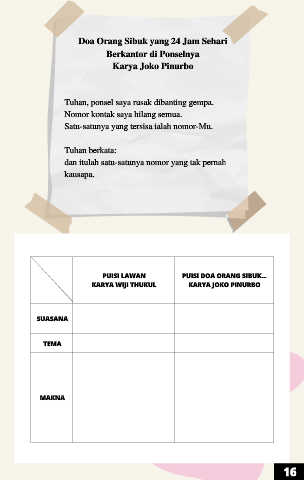 Doa Orang Sibuk yang 24 Jam Sehari
Berkantor di Ponselnya
Karya Joko Pinurbo
Tuhan, ponsel saya rusak dibanting gempa.
Nomor kontak saya hilang semua.
Satu-satunya yang tersisa ialah nomor-Mu.
Tuhan berkata:
dan itulah satu-satunya nomor yang tak pernah
kausapa.
PUISI LAWAN
KARYA WIJI THUKUL
PUISI DOA ORANG SIBUK...
KARYA JOKO PINURBO
SUASANA
TEMA
MAKNA
16